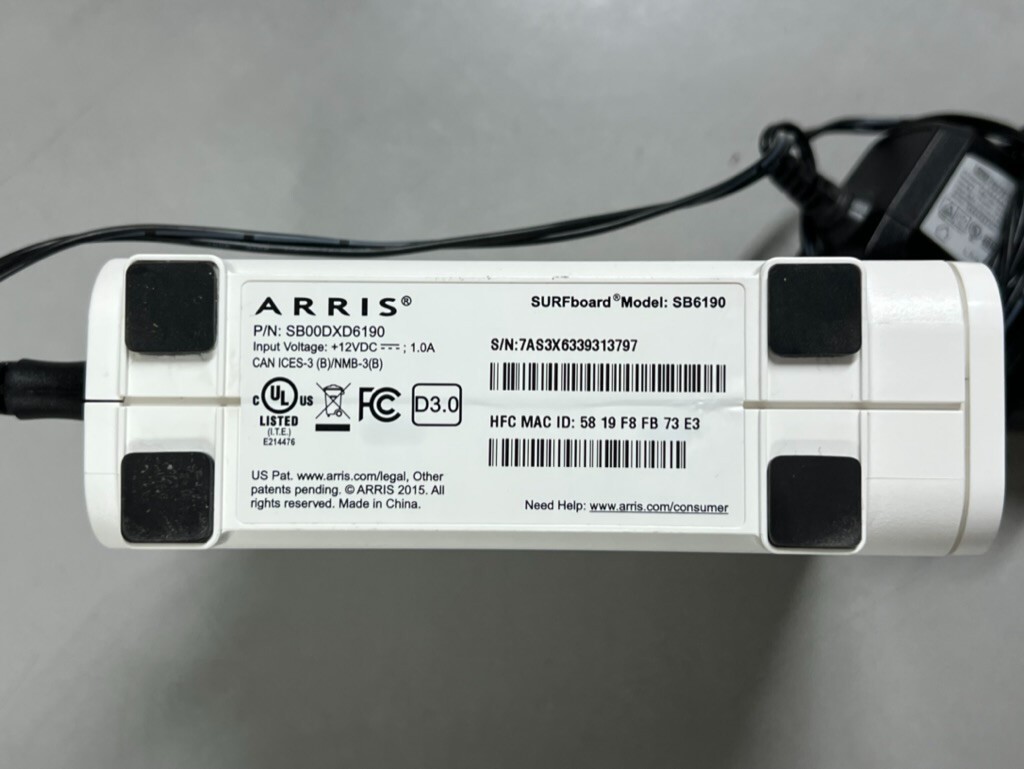 ARRIS®
P/N: SB00DXD6190
Input Voltage: +12VDC ⎓; 1.0A
CAN ICES-3 (B)/NMB-3(B)
C UL US
LISTED
(I.T.E.)
E214476
FC
D3.0
US Pat. www.arris.com/legal, Other
patents pending. © ARRIS 2015. All
rights reserved. Made in China.
SURFboard® Model: SB6190
S/N:7AS3X6339313797
HFC MAC ID: 58 19 F8 FB 73 E3
Need Help: www.arris.com/consumer